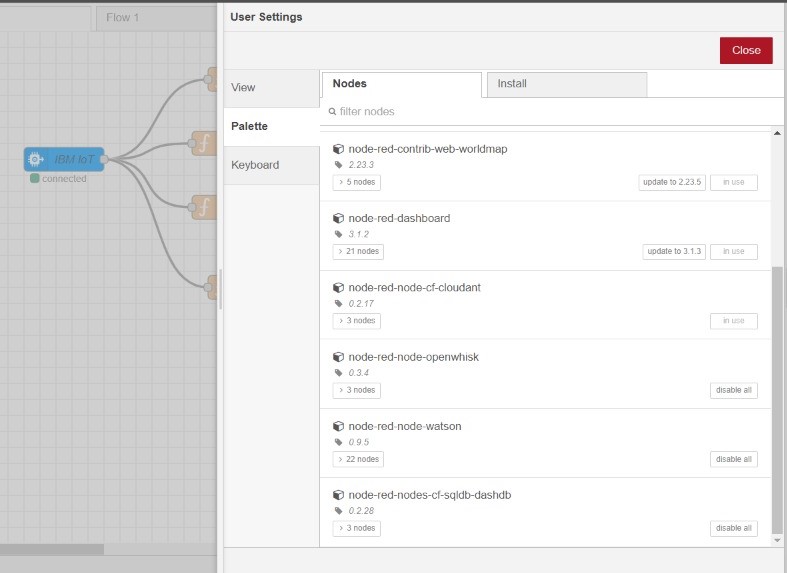 Flow 1
User Settings
Close
View
Palette
Keyboard
Nodes
Install
filter nodes
IBM IoT
connected
node-red-contrib-web-worldmap
2.23.3
> 5 nodes
update to 2.23.5
in use
node-red-dashboard
3.1.2
> 21 nodes
update to 3.1.3
in use
node-red-node-cf-cloudant
0.2.17
> 3 nodes
in use
node-red-node-openwhisk
0.3.4
> 3 nodes
disable all
node-red-node-watson
0.9.5
> 22 nodes
disable all
node-red-nodes-cf-sqldb-dashdb
0.2.28
> 3 nodes
disable all